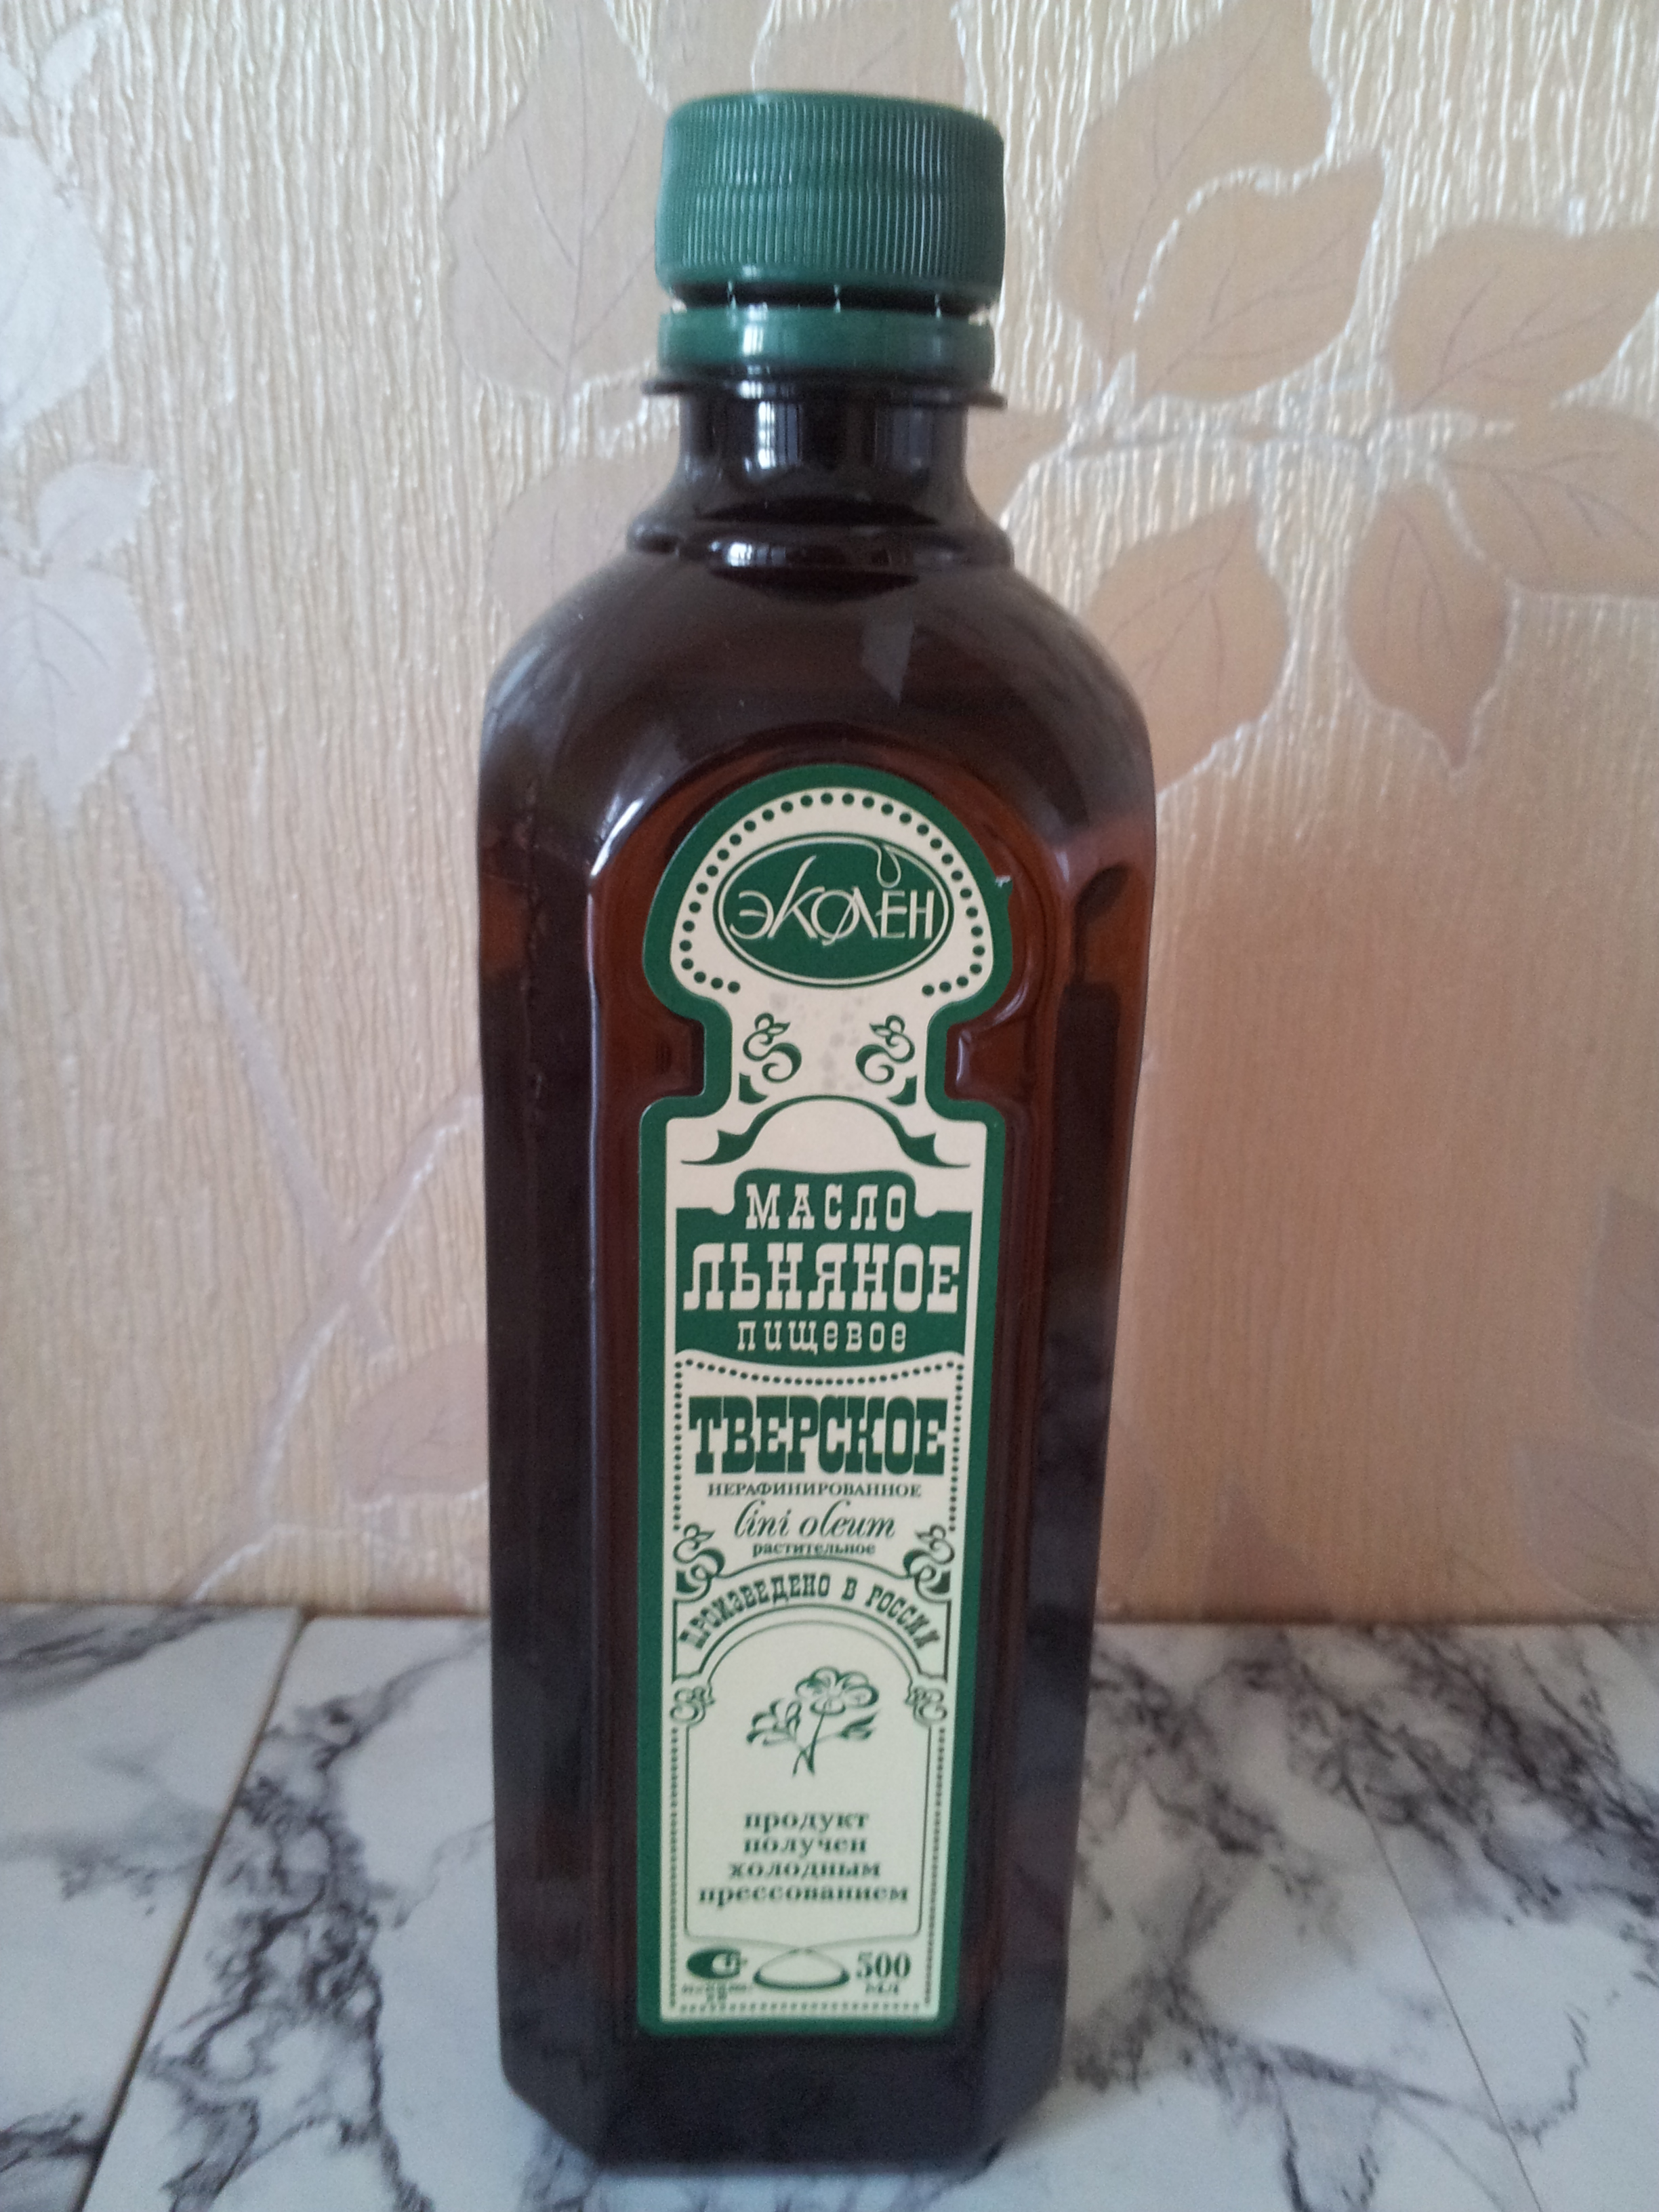 ЭКОЛЕН
МАСЛО
ЛЬНЯНОЕ
пищевое
ТВЕРСКОЕ
НЕРАФИНИРОВАННОЕ
lini oleum
растительное
ПРОИЗВЕДЕНО В РОССИИ
продукт
получен
холодным
прессованием
500
МЛ